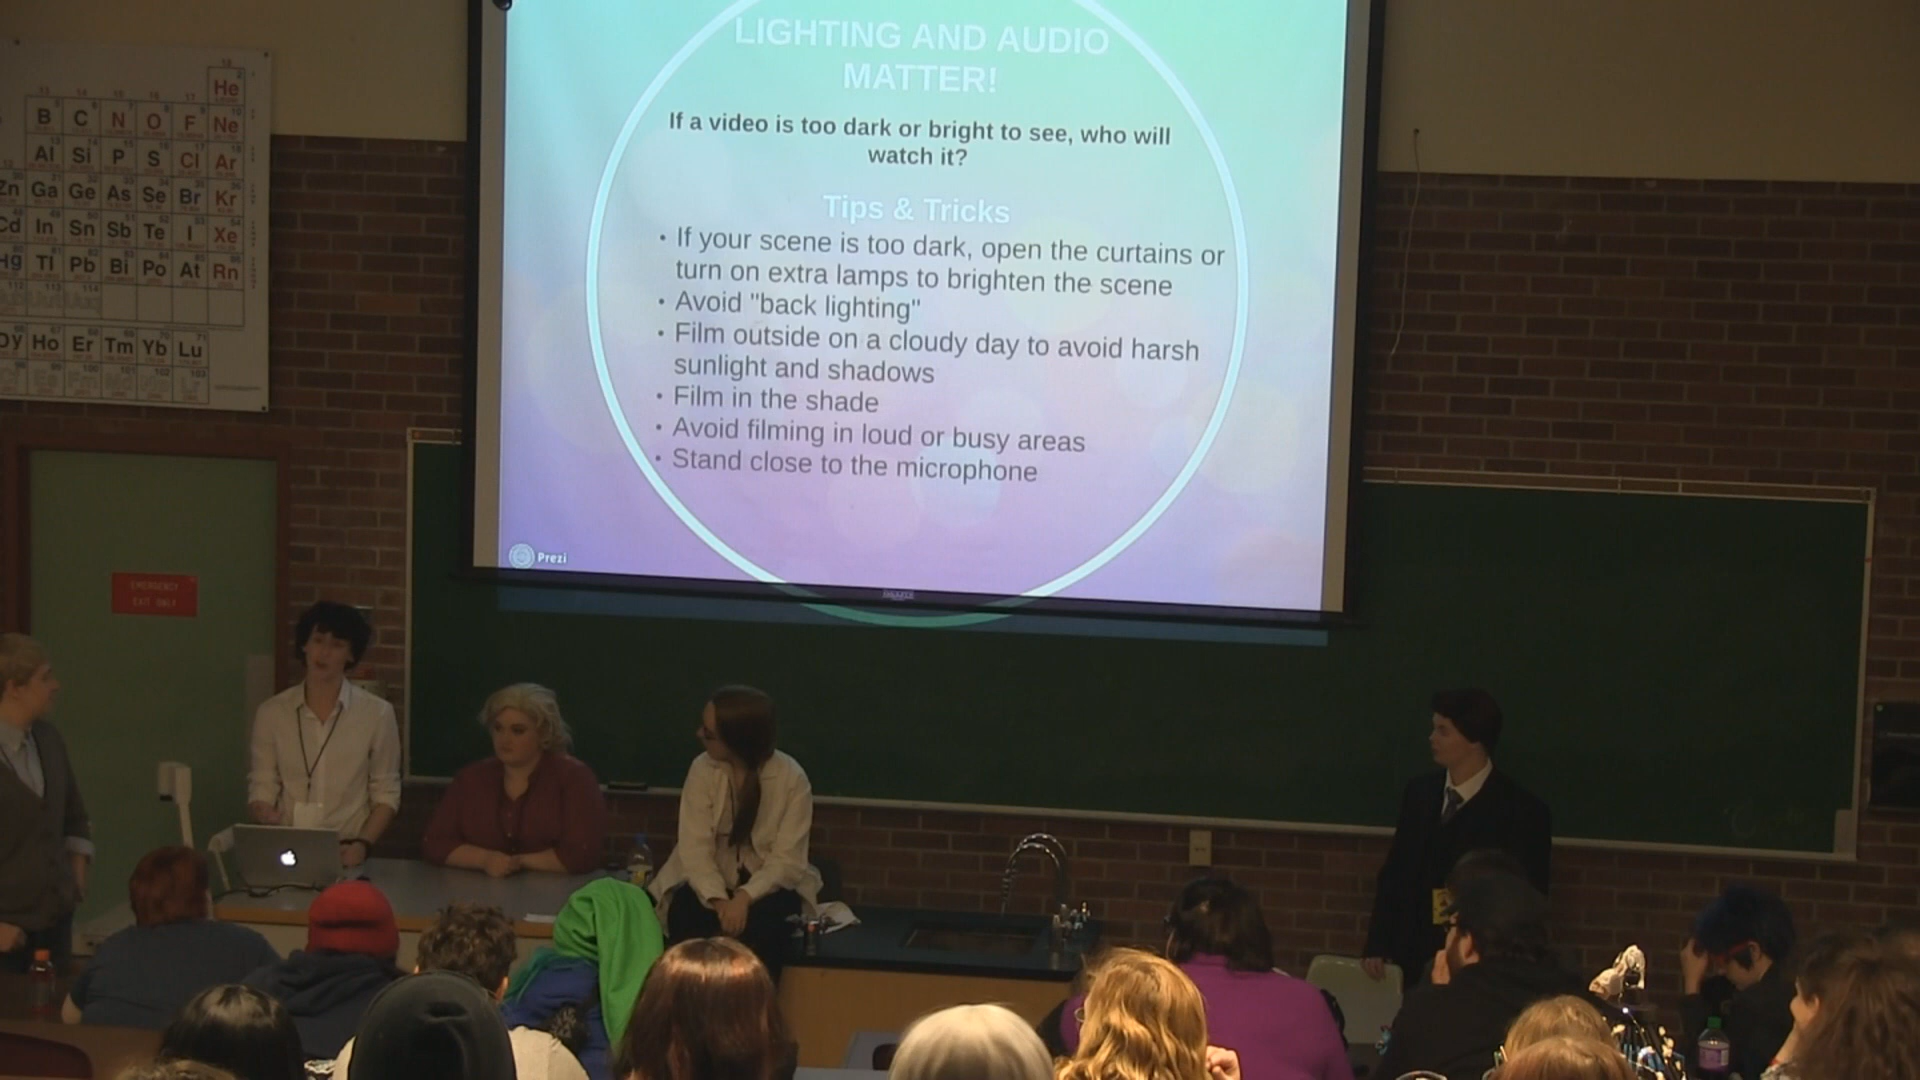 LIGHTING AND AUDIO
MATTER!
If a video is too dark or bright to see, who will
watch it?
Tips & Tricks
• If your scene is too dark, open the curtains or
turn on extra lamps to brighten the scene
• Avoid "back lighting"
• Film outside on a cloudy day to avoid harsh
sunlight and shadows
• Film in the shade
• Avoid filming in loud or busy areas
• Stand close to the microphone
Prezi
EMERGENCY
EXIT ONLY
He
B C N O F Ne
Al Si P S Cl Ar
Zn Ga Ge As Se Br Kr
Cd In Sn Sb Te I Xe
Hg Tl Pb Bi Po At Rn
Dy Ho Er Tm Yb Lu